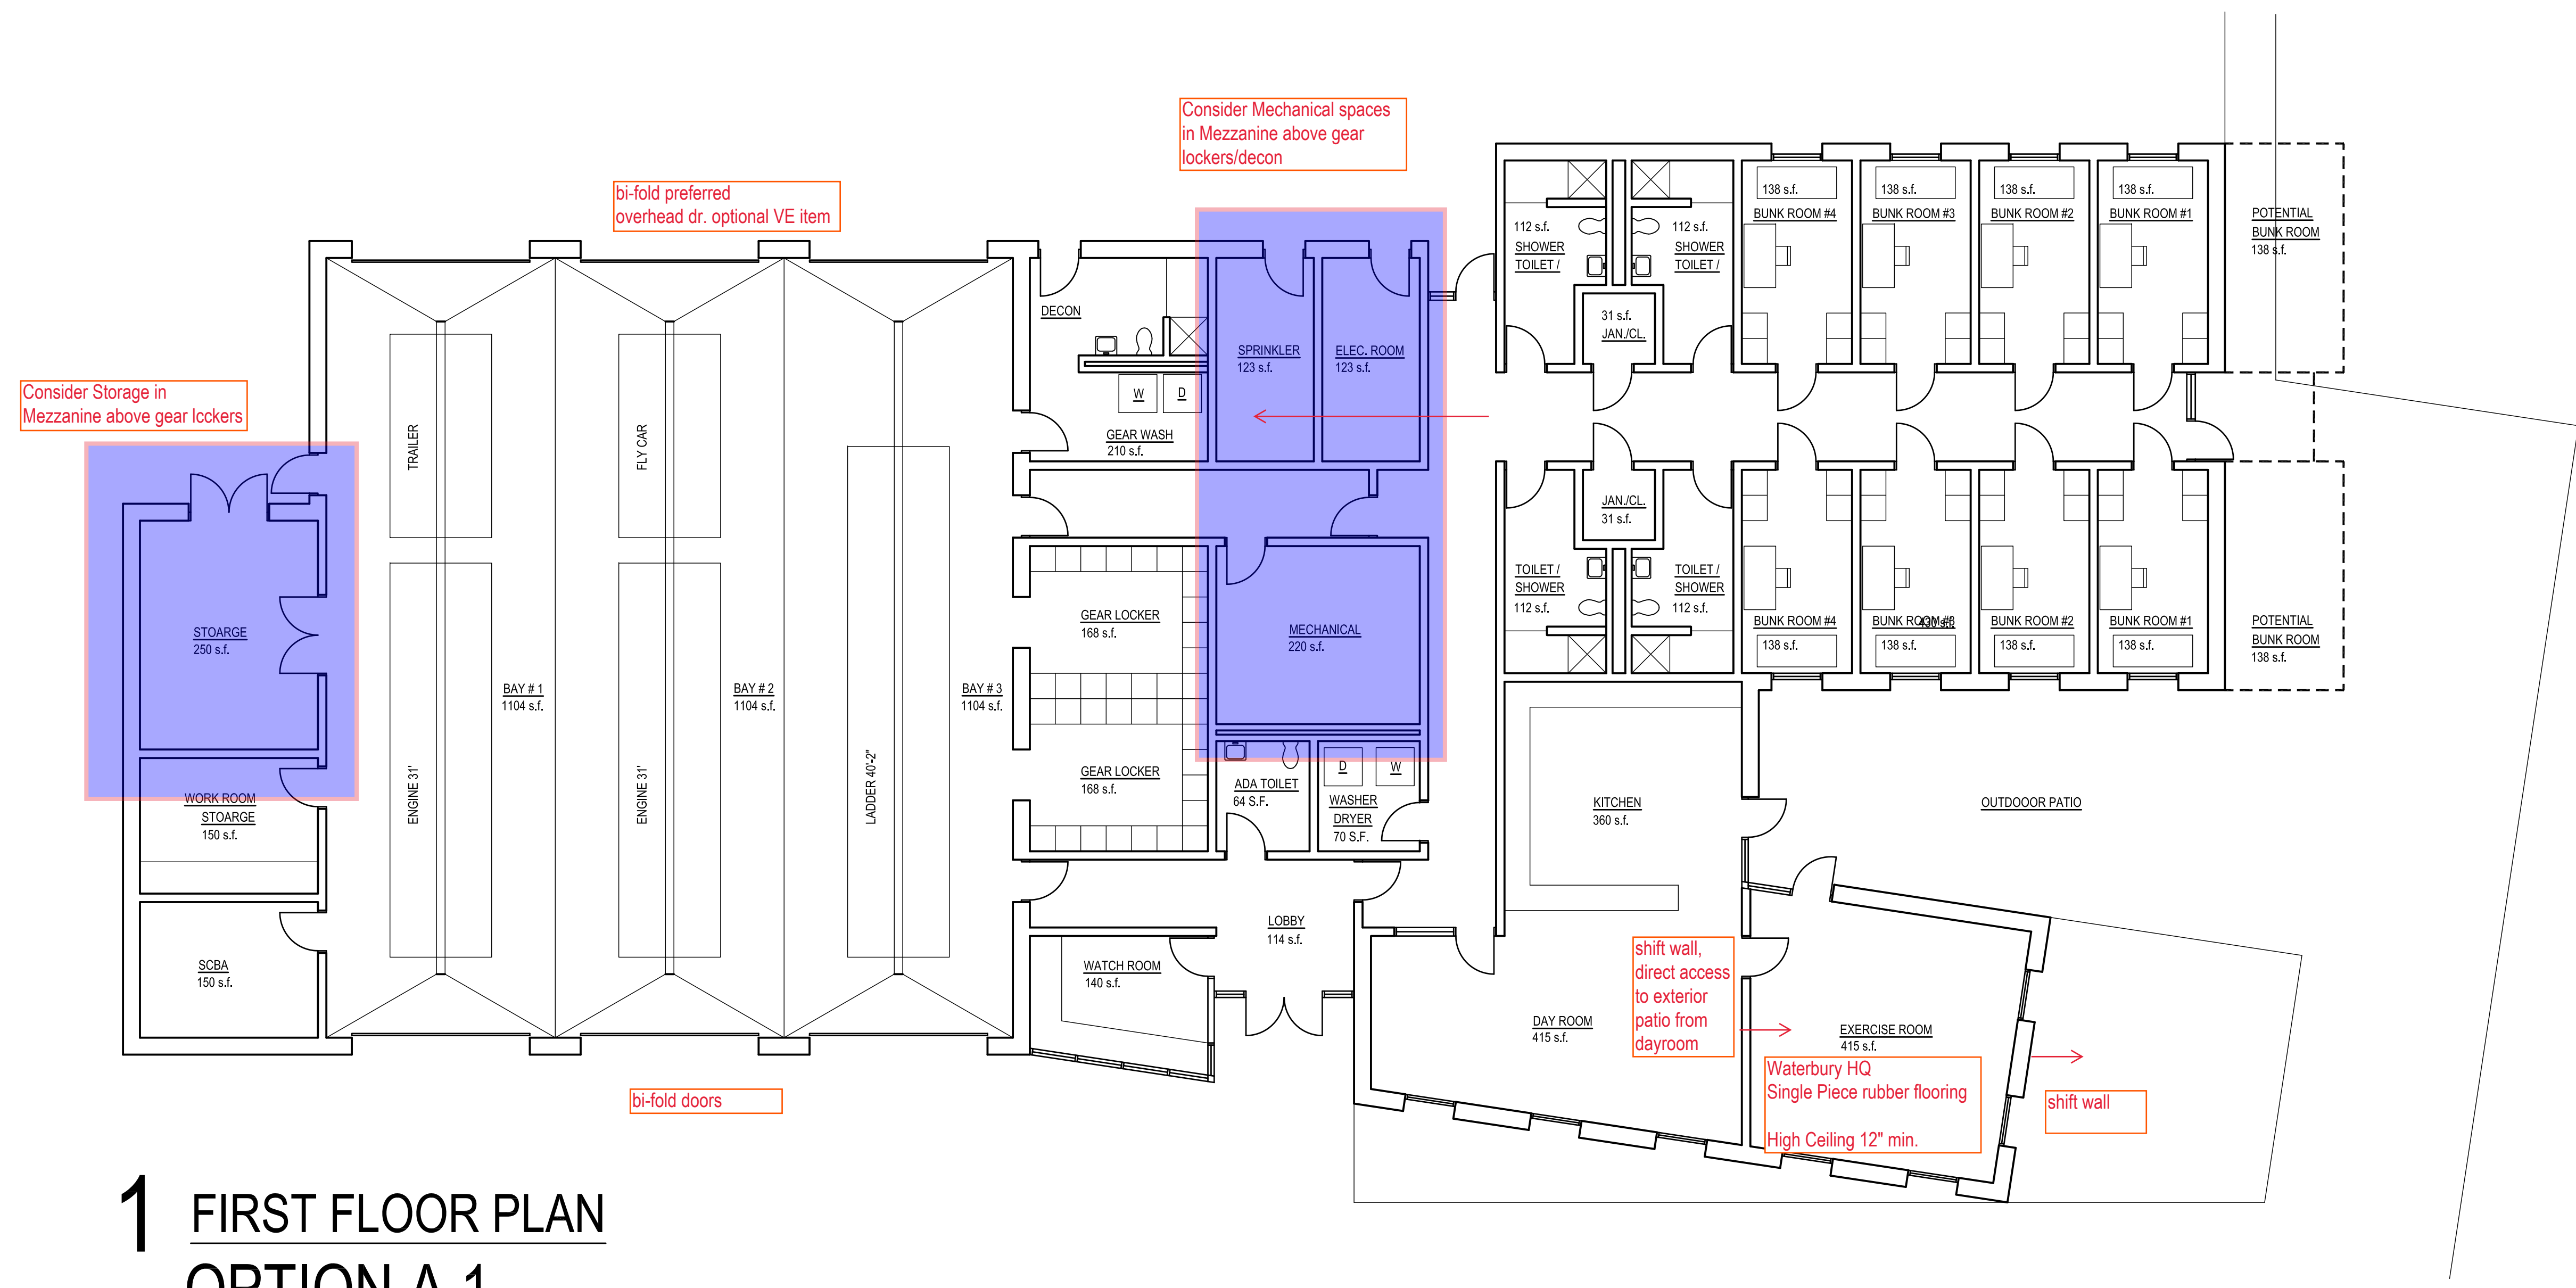 Consider Mechanical spaces
in Mezzanine above gear
lockers/decon
bi-fold preferred
overhead dr. optional VE item
Consider Storage in
Mezzanine above gear lcckers
DECON
W
D
GEAR WASH
210 s.f.
SPRINKLER
123 s.f.
ELEC. ROOM
123 s.f.
112 s.f.
SHOWER
TOILET /
112 s.f.
SHOWER
TOILET /
31 s.f.
JAN./CL.
138 s.f.
BUNK ROOM #4
138 s.f.
BUNK ROOM #3
138 s.f.
BUNK ROOM #2
138 s.f.
BUNK ROOM #1
POTENTIAL
BUNK ROOM
138 s.f.
TRAILER
FLY CAR
STOARGE
250 s.f.
WORK ROOM
STOARGE
150 s.f.
SCBA
150 s.f.
BAY # 1
1104 s.f.
BAY # 2
1104 s.f.
BAY # 3
1104 s.f.
ENGINE 31'
ENGINE 31'
LADDER 40'-2"
GEAR LOCKER
168 s.f.
GEAR LOCKER
168 s.f.
MECHANICAL
220 s.f.
ADA TOILET
64 S.F.
D
W
WASHER
DRYER
70 S.F.
JAN./CL.
31 s.f.
TOILET /
SHOWER
112 s.f.
TOILET /
SHOWER
112 s.f.
BUNK ROOM #4
138 s.f.
BUNK ROOM #3
430 s.f.
138 s.f.
BUNK ROOM #2
138 s.f.
BUNK ROOM #1
138 s.f.
POTENTIAL
BUNK ROOM
138 s.f.
KITCHEN
360 s.f.
OUTDOOOR PATIO
LOBBY
114 s.f.
WATCH ROOM
140 s.f.
DAY ROOM
415 s.f.
shift wall,
direct access
to exterior
patio from
dayroom
EXERCISE ROOM
415 s.f.
Waterbury HQ
Single Piece rubber flooring
High Ceiling 12" min.
shift wall
bi-fold doors
1 FIRST FLOOR PLAN
OPTION A.1